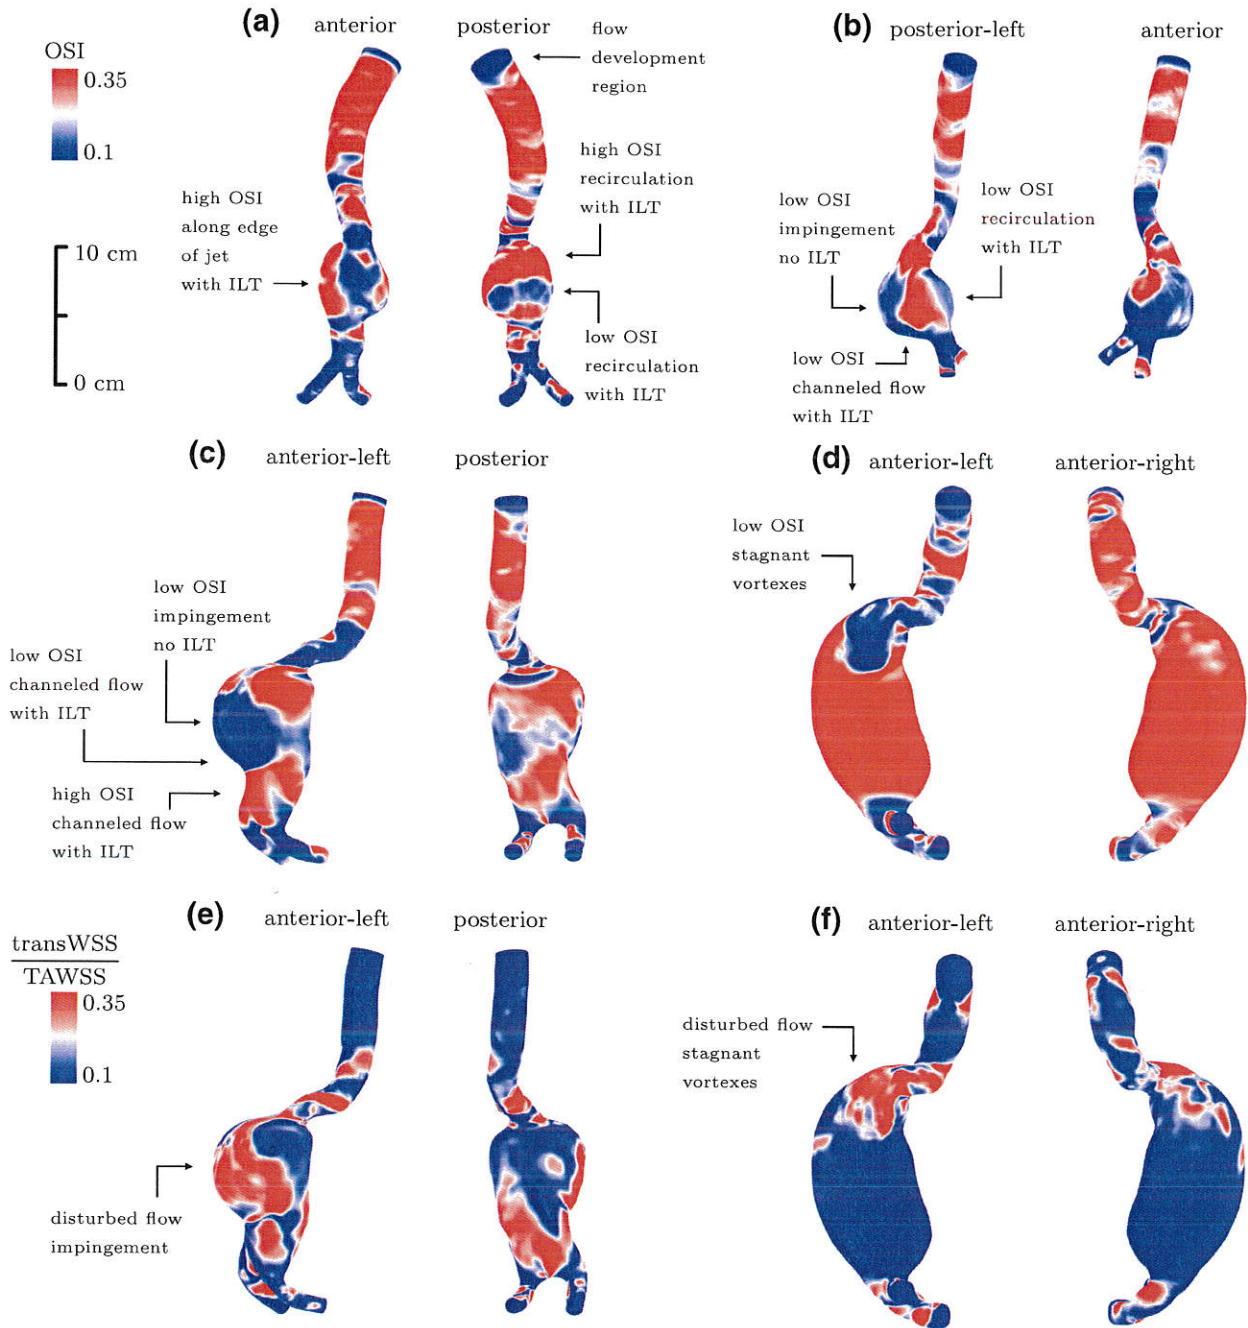 (a)
anterior
posterior
flow
development
region
OSI
0.35
0.1
high OSI
along edge
of jet
with ILT
high OSI
recirculation
with ILT
low OSI
recirculation
with ILT
10 cm
0 cm
(b)
posterior-left
anterior
low OSI
impingement
no ILT
low OSI
recirculation
with ILT
low OSI
channeled flow
with ILT
(c)
anterior-left
posterior
low OSI
impingement
no ILT
low OSI
channeled flow
with ILT
high OSI
channeled flow
with ILT
(d)
anterior-left
anterior-right
low OSI
stagnant
vortexes
(e)
anterior-left
posterior
transWSS
TAWSS
0.35
0.1
disturbed flow
impingement
(f)
anterior-left
anterior-right
disturbed flow
stagnant
vortexes